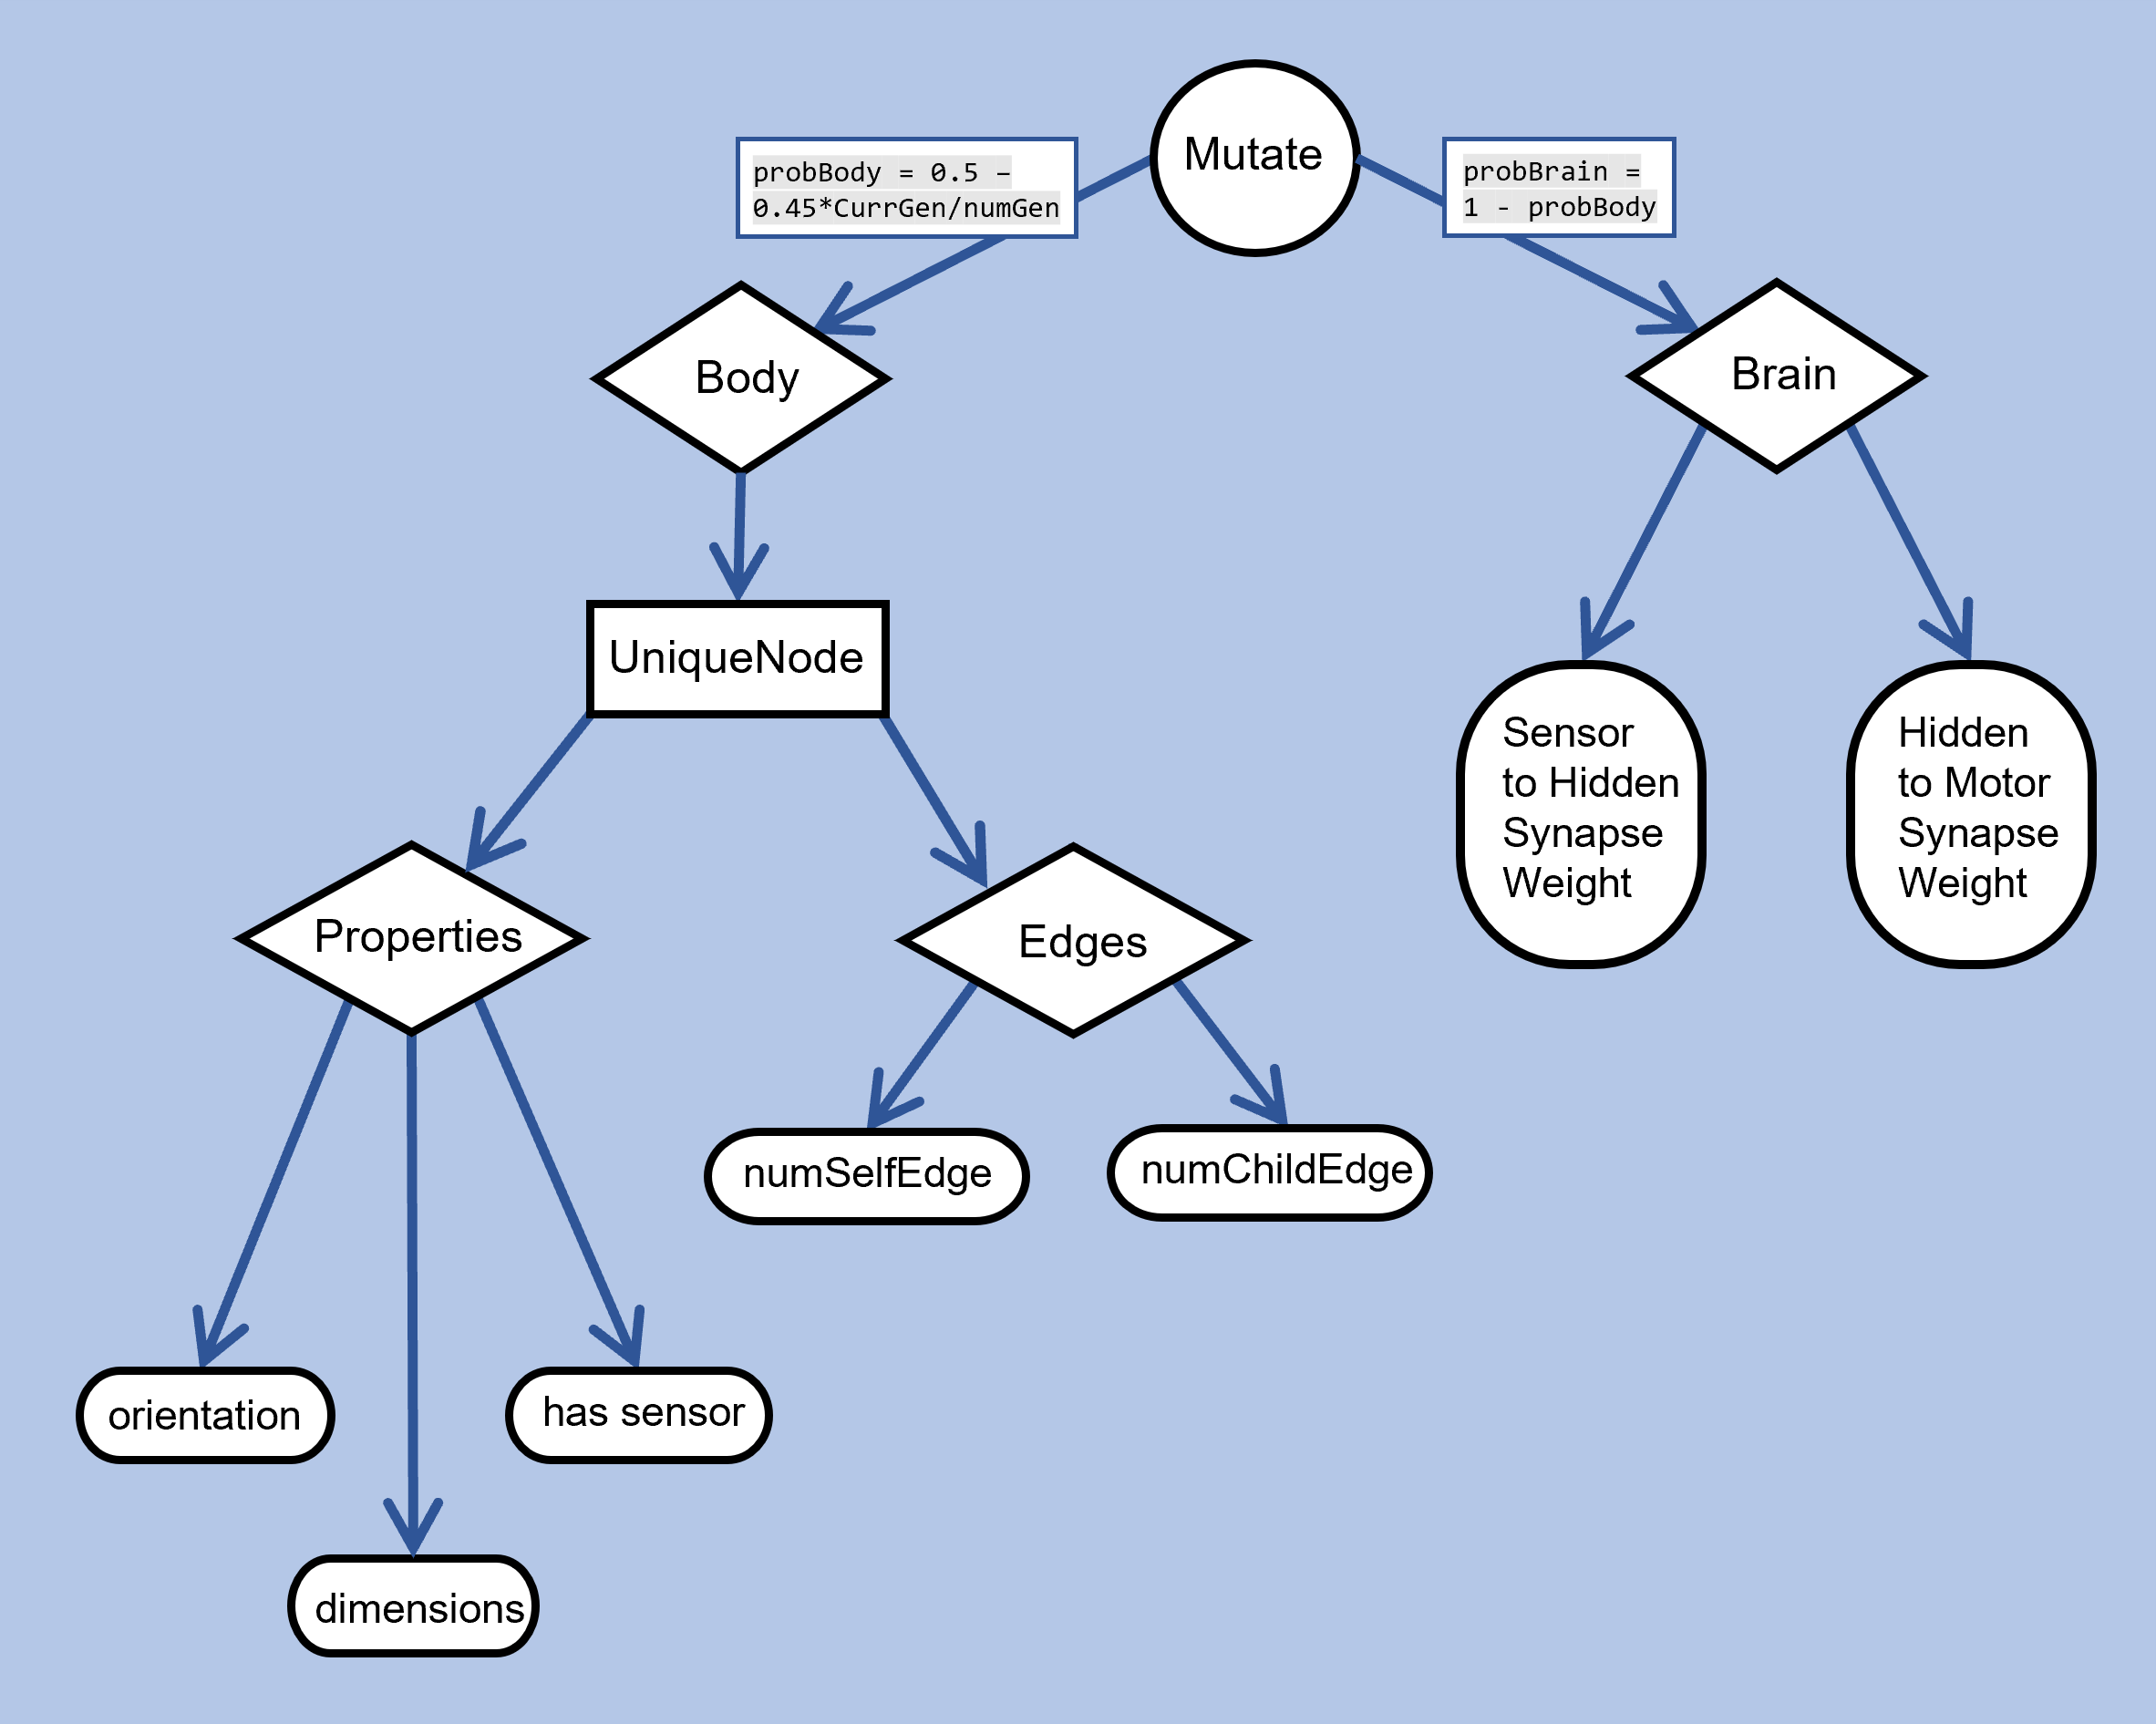 Mutate
probBody = 0.5 –
0.45*CurrGen/numGen
probBrain =
1 - probBody
Body
Brain
UniqueNode
Sensor
to Hidden
Synapse
Weight
Hidden
to Motor
Synapse
Weight
Properties
Edges
numSelfEdge
numChildEdge
orientation
has sensor
dimensions